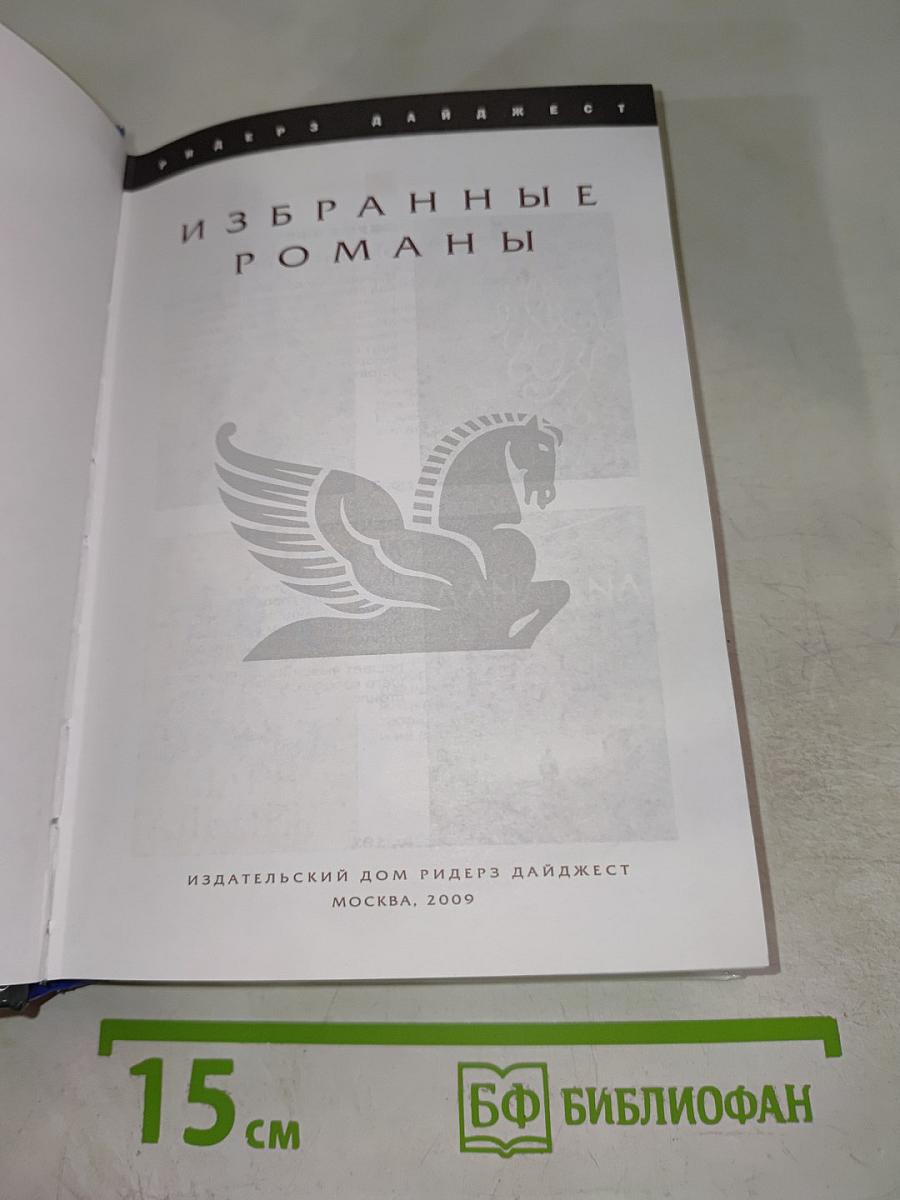 РИДЕРЗ ДАЙДЖЕСТ
ИЗБРАННЫЕ
РОМАНЫ
ИЗДАТЕЛЬСКИЙ ДОМ РИДЕРЗ ДАЙДЖЕСТ
МОСКВА, 2009
15 см
БФ БИБЛИОФАН